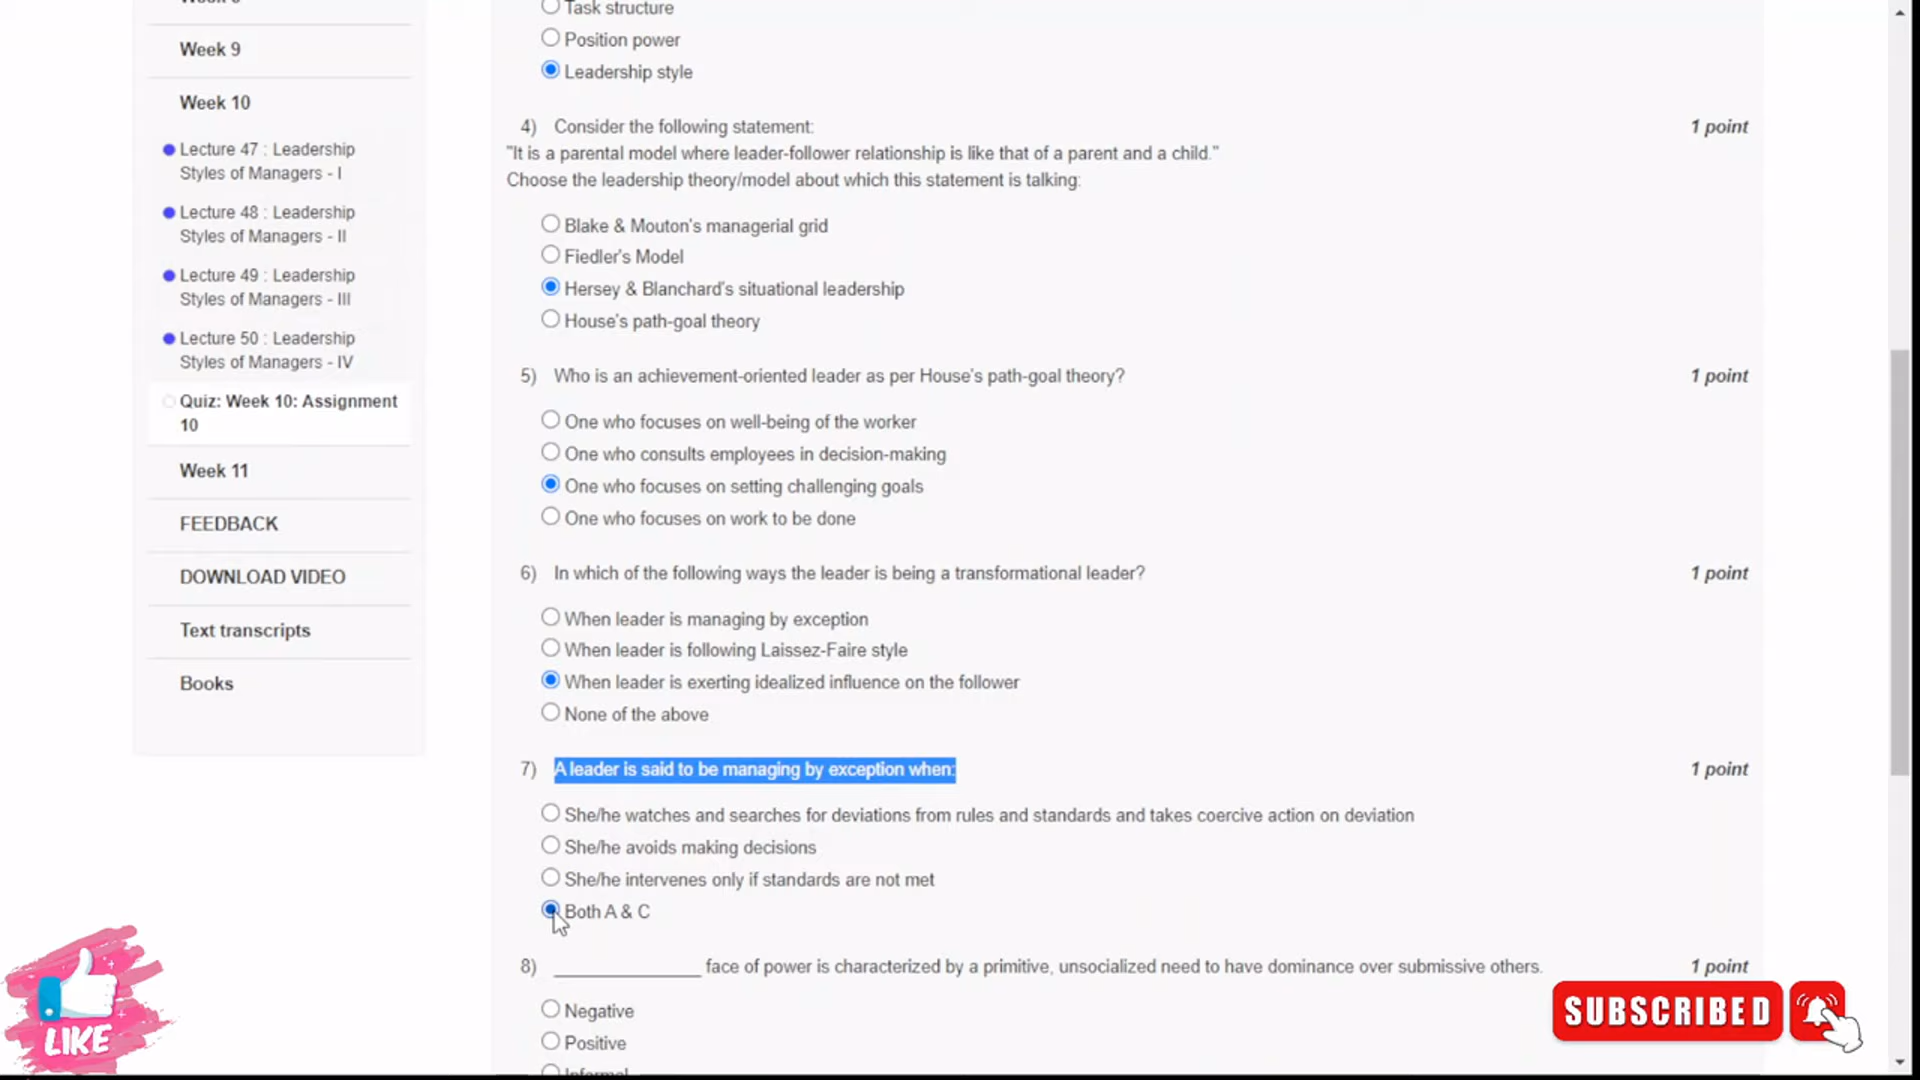 Task structure
Position power
Leadership style
Week 9
Week 10
Lecture 47 : Leadership
Styles of Managers - I
Lecture 48 : Leadership
Styles of Managers - II
Lecture 49 : Leadership
Styles of Managers - III
Lecture 50 : Leadership
Styles of Managers - IV
Quiz: Week 10: Assignment
10
Week 11
FEEDBACK
DOWNLOAD VIDEO
Text transcripts
Books
4) Consider the following statement: 1 point
"It is a parental model where leader-follower relationship is like that of a parent and a child."
Choose the leadership theory/model about which this statement is talking:
Blake & Mouton's managerial grid
Fiedler's Model
Hersey & Blanchard's situational leadership
House's path-goal theory
5) Who is an achievement-oriented leader as per House's path-goal theory? 1 point
One who focuses on well-being of the worker
One who consults employees in decision-making
One who focuses on setting challenging goals
One who focuses on work to be done
6) In which of the following ways the leader is being a transformational leader? 1 point
When leader is managing by exception
When leader is following Laissez-Faire style
When leader is exerting idealized influence on the follower
None of the above
7) A leader is said to be managing by exception when: 1 point
She/he watches and searches for deviations from rules and standards and takes coercive action on deviation
She/he avoids making decisions
She/he intervenes only if standards are not met
Both A & C
8) ______________ face of power is characterized by a primitive, unsocialized need to have dominance over submissive others. 1 point
Negative
Positive
Informal
LIKE
SUBSCRIBED